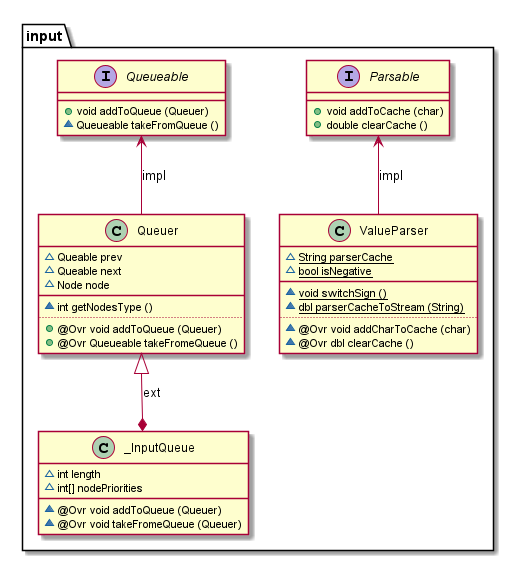 input
I Queueable
void addToQueue (Queuer)
Queueable takeFromQueue ()
I Parsable
void addToCache (char)
double clearCache ()
impl
impl
C Queuer
Queable prev
Queable next
Node node
int getNodesType ()
@Ovr void addToQueue (Queuer)
@Ovr Queueable takeFromeQueue ()
C ValueParser
String parserCache
bool isNegative
void switchSign ()
dbl parserCacheToStream (String)
@Ovr void addCharToCache (char)
@Ovr dbl clearCache ()
ext
C _InputQueue
int length
int[] nodePriorities
@Ovr void addToQueue (Queuer)
@Ovr void takeFromeQueue (Queuer)